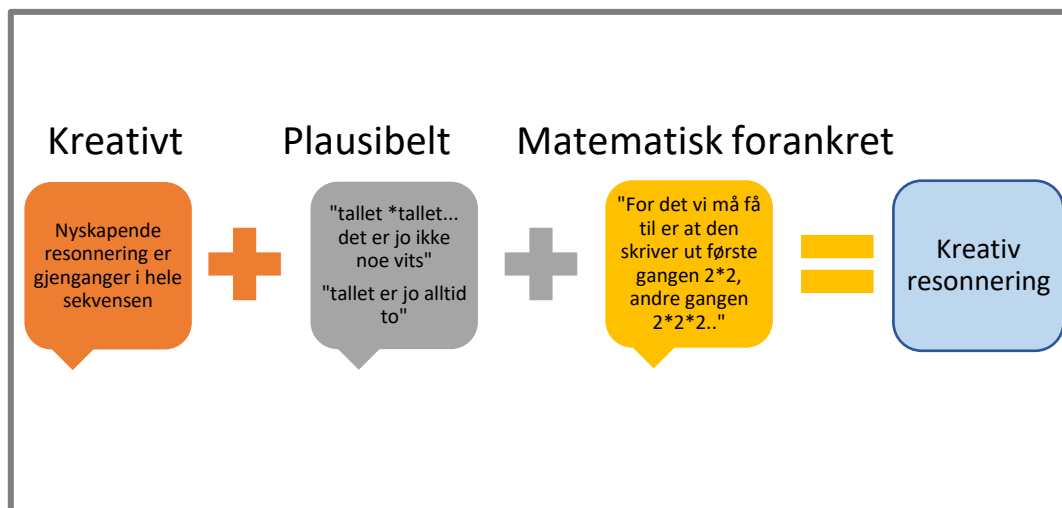 Kreativt
Plausibelt
Matematisk forankret
Nyskapende
resonnering er
gjenganger i hele
sekvensen
"tallet *tallet...
det er jo ikke
noe vits"
"tallet er jo alltid
to"
"For det vi må få
til er at den
skriver ut første
gangen 2*2,
andre gangen
2*2*2.."
Kreativ
resonnering